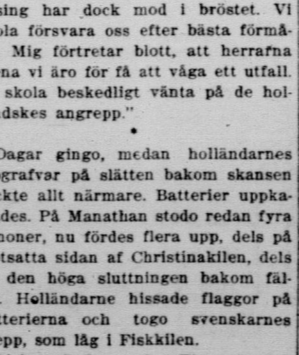 sing har dock mod i bröstet. Vi
ola försvara oss efter bästa förmå-
Mig förtretar blott, att herrarna
na vi äro för få att våga ett utfall.
skola beskedligt vänta på de hol-
dskes angrepp."
*
Dagar gingo, medan holländarnes
grafvar på slätten bakom skansen
ckte allt närmare. Batterier uppka-
des. På Manathan stodo redan fyra
noner, nu fördes flera upp, dels på
tsatta sidan af Christinakilen, dels
den höga sluttningen bakom fäl-
. Holländarne hissade flaggor på
tterierna och togo svenskarnes
epp, som låg i Fiskkilen.